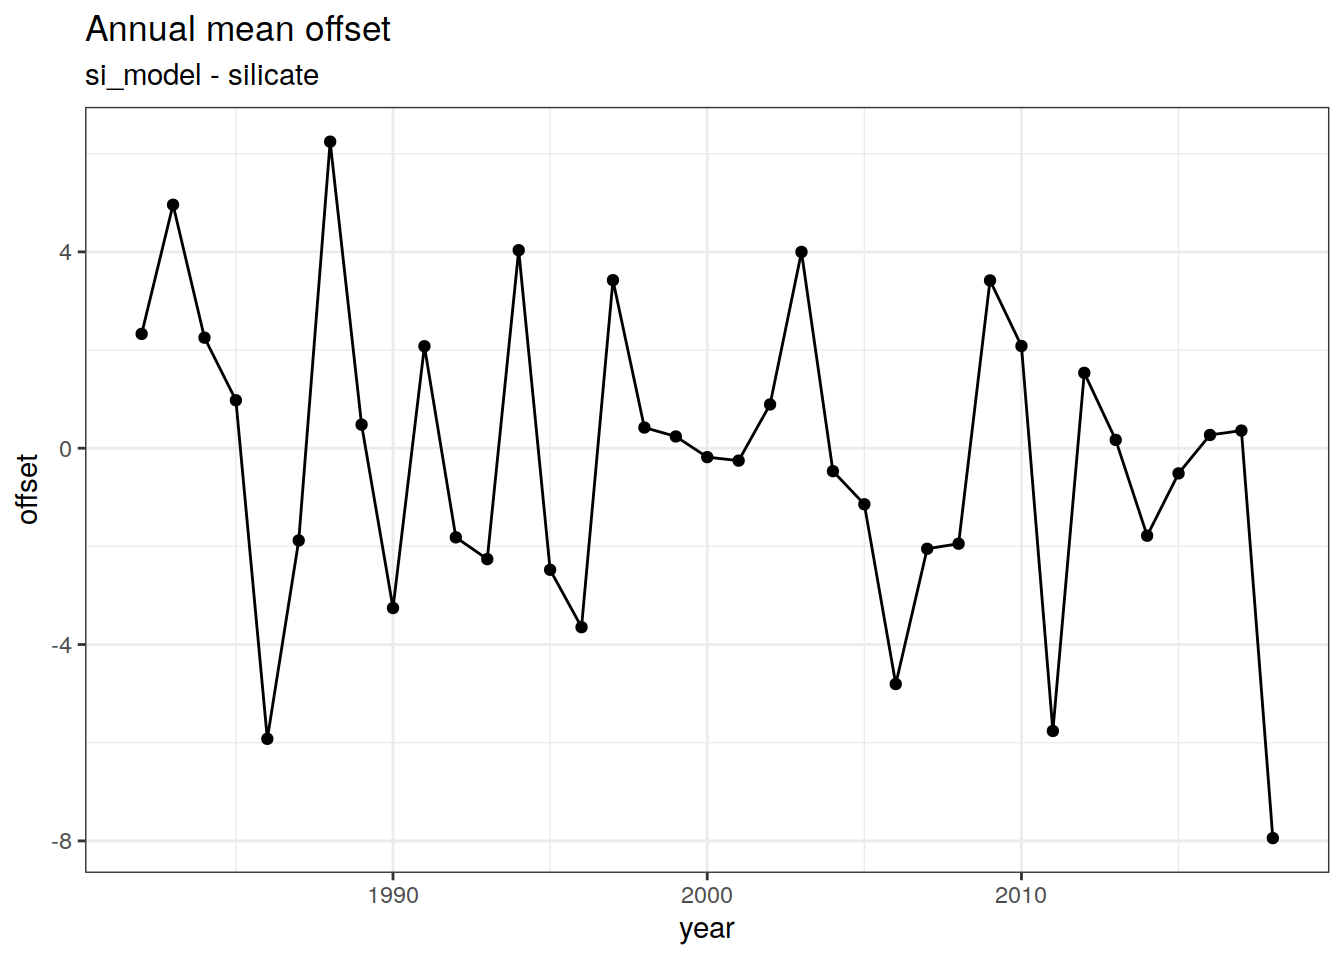 Annual mean offset
si_model - silicate
4
0
-4
-8
offset
1990 2000 2010
year